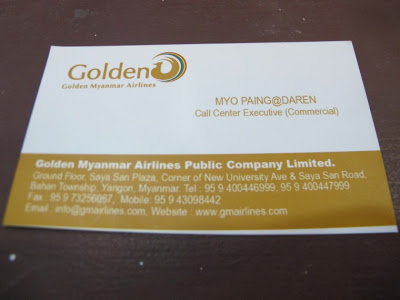 Golden
Golden Myanmar Airlines
MYO PAING@DAREN
Call Center Executive (Commercial)
Golden Myanmar Airlines Public Company Limited.
Ground Floor, Saya San Plaza, Corner of New University Ave & Saya San Road,
Bahan Township, Yangon, Myanmar. Tel : 95 9 400446999, 95 9 400447999
Fax : 95 9 73256067, Mobile: 95 9 43098442
Email : info@gmairlines.com, Website : www.gmairlines.com